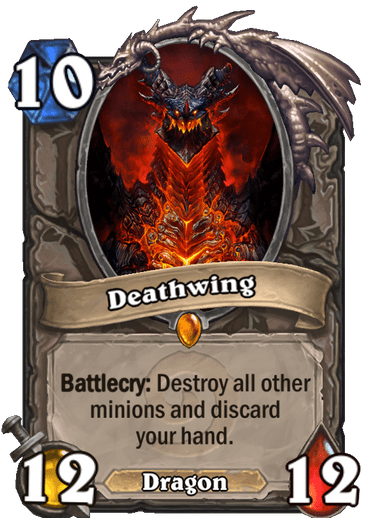 10
Deathwing
Battlecry: Destroy all other
minions and discard
your hand.
12
Dragon
12